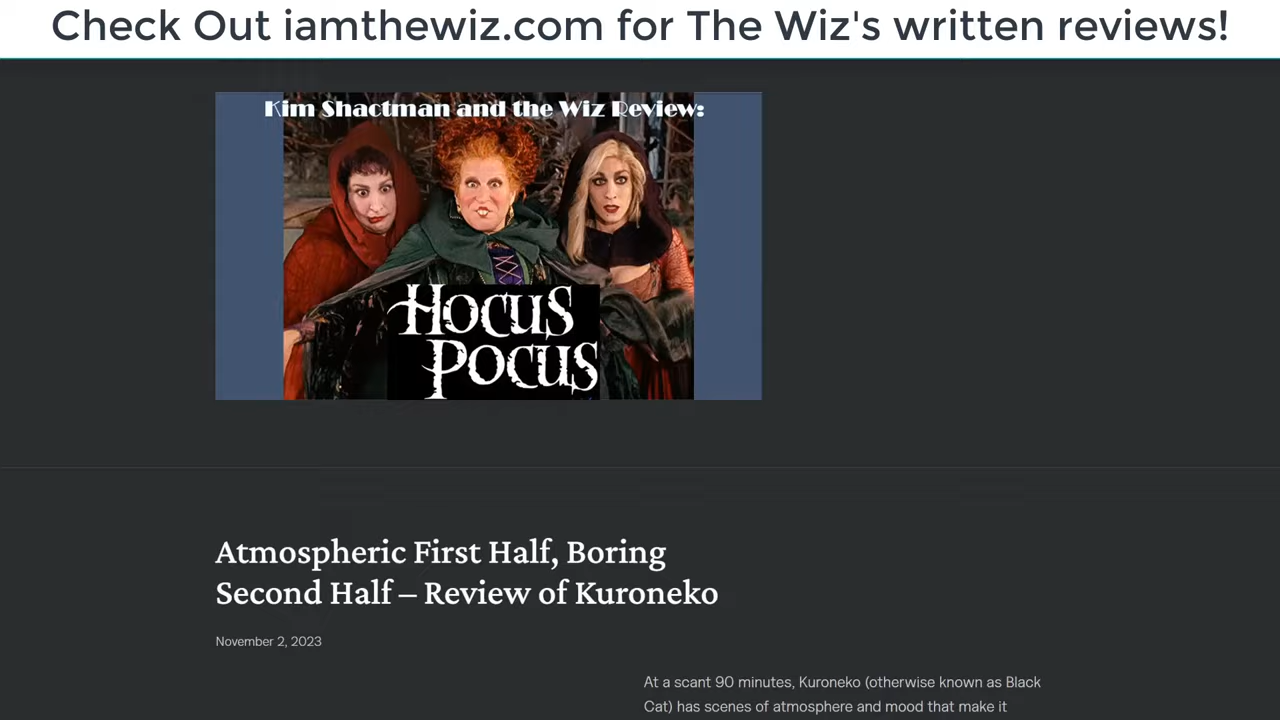 Check Out iamthewiz.com for The Wiz's written reviews!
Kim Shactman and the Wiz Review:
HOCUS
POCUS
Atmospheric First Half, Boring
Second Half – Review of Kuroneko
November 2, 2023
At a scant 90 minutes, Kuroneko (otherwise known as Black
Cat) has scenes of atmosphere and mood that make it